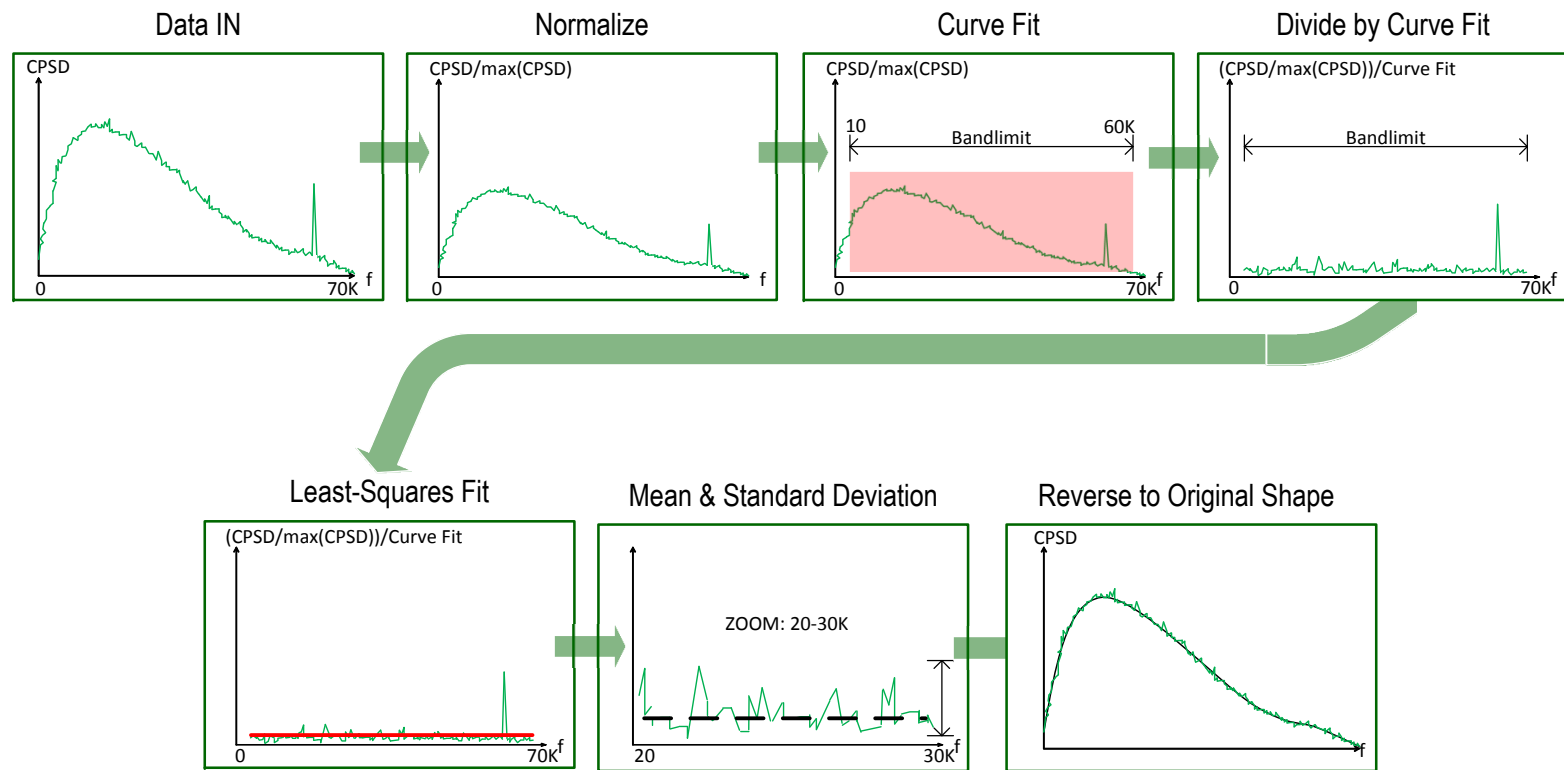 Data IN
CPSD
f
0
70K
Normalize
CPSD/max(CPSD)
f
Curve Fit
CPSD/max(CPSD)
10
60K
Bandlimit
f
0
70K
Divide by Curve Fit
(CPSD/max(CPSD))/Curve Fit
Bandlimit
f
0
70K
Least-Squares Fit
(CPSD/max(CPSD))/Curve Fit
f
0
70K
Mean & Standard Deviation
ZOOM: 20-30K
f
20
30K
Reverse to Original Shape
CPSD
f